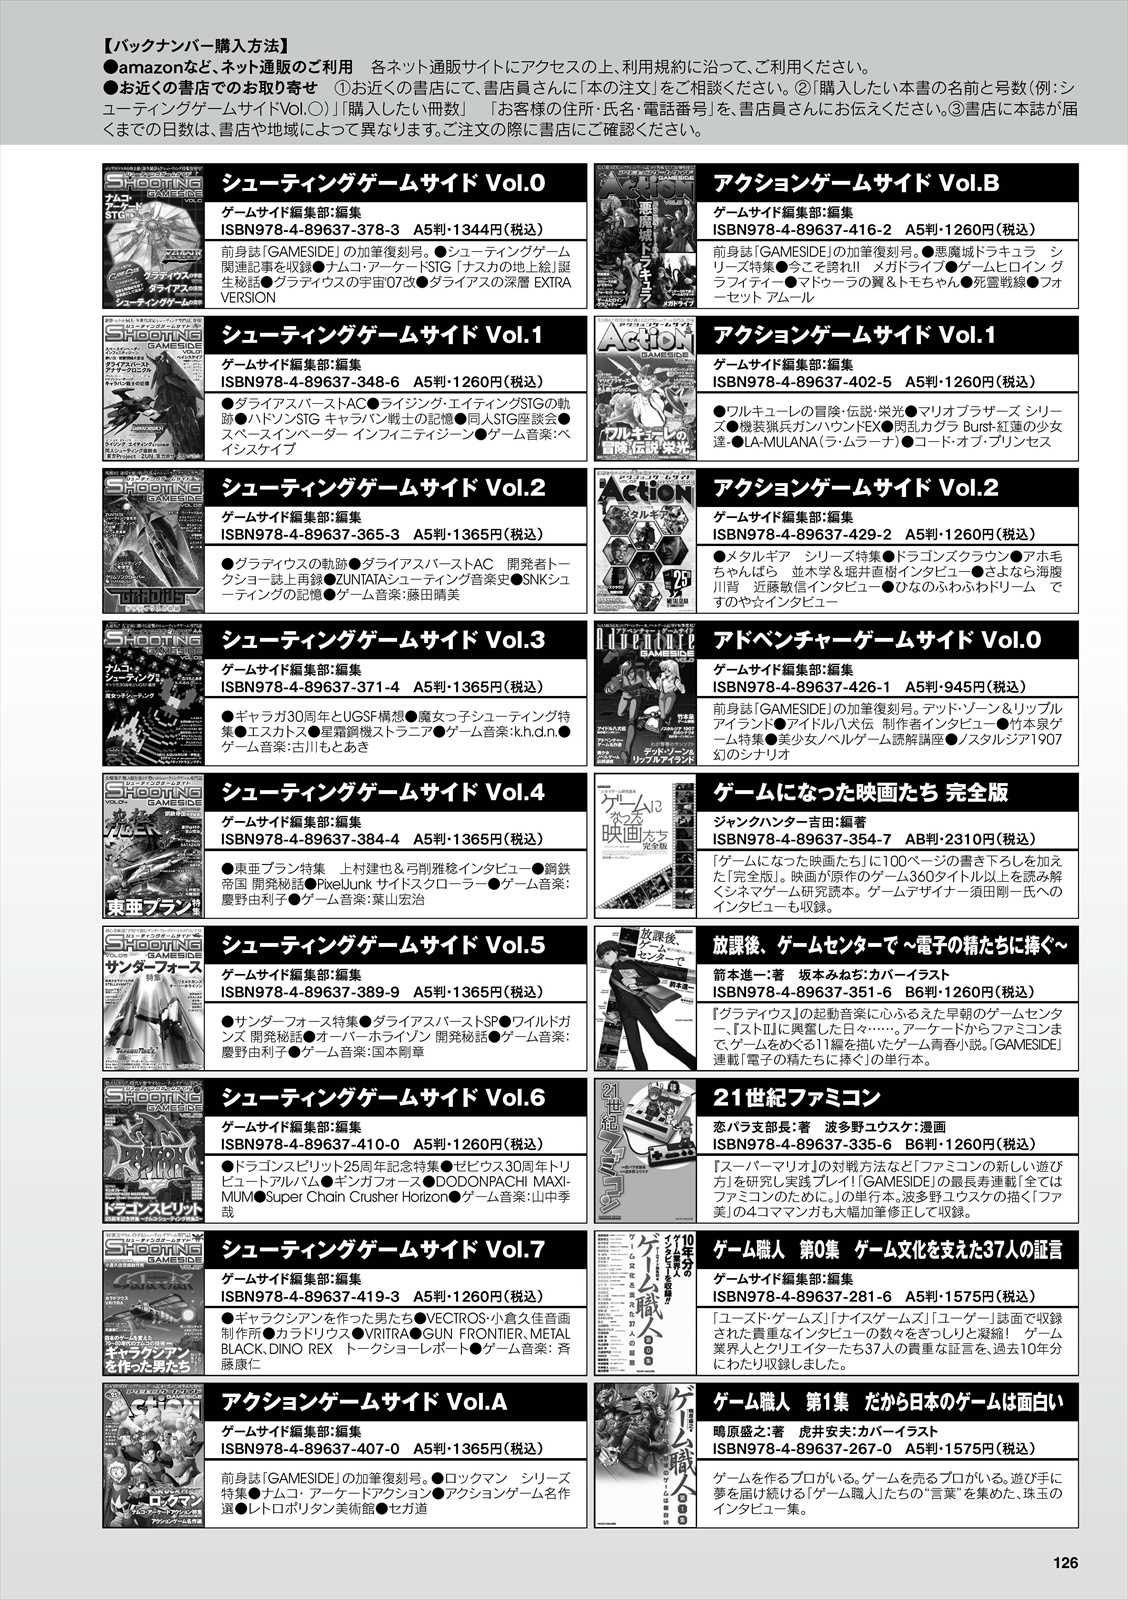 【バックナンバー購入方法】
●amazonなど、ネット通販のご利用　各ネット通販サイトにアクセスの上、利用規約に沿って、ご利用ください。
●お近くの書店でのお取り寄せ　①お近くの書店にて、書店員さんに「本の注文」をご相談ください。②「購入したい本書の名前と号数（例：シ
ューティングゲームサイドVol.○）」「購入したい冊数」　「お客様の住所・氏名・電話番号」を、書店員さんにお伝えください。③書店に本誌が届
くまでの日数は、書店や地域によって異なります。ご注文の際に書店にご確認ください。
シューティングゲームサイド Vol.0
ゲームサイド編集部：編集
ISBN978-4-89637-378-3　A5判・1344円（税込）
前身誌「GAMESIDE」の加筆復刻号。●シューティングゲーム
関連記事を収録●ナムコ・アーケードSTG「ナスカの地上絵」誕
生秘話●グラディウスの宇宙'07改●ダライアスの深層 EXTRA
VERSION
シューティングゲームサイド Vol.1
ゲームサイド編集部：編集
ISBN978-4-89637-348-6　A5判・1260円（税込）
●ダライアスバーストAC●ライジング・エイティングSTGの軌
跡●ハドソンSTG キャラバン戦士の記憶●同人STG座談会●
スペースインベーダー インフィニティジーン●ゲーム音楽：ベ
イシスケイプ
シューティングゲームサイド Vol.2
ゲームサイド編集部：編集
ISBN978-4-89637-365-3　A5判・1365円（税込）
●グラディウスの軌跡●ダライアスバーストAC　開発者トー
クショー誌上再録●ZUNTATAシューティング音楽史●SNKシュ
ーティングの記憶●ゲーム音楽：藤田晴美
シューティングゲームサイド Vol.3
ゲームサイド編集部：編集
ISBN978-4-89637-371-4　A5判・1365円（税込）
●ギャラガ30周年とUGSF構想●魔女っ子シューティング特
集●エスカトス●星霜鋼機ストラニア●ゲーム音楽：k.h.d.n.●
ゲーム音楽：古川もとあき
シューティングゲームサイド Vol.4
ゲームサイド編集部：編集
ISBN978-4-89637-384-4　A5判・1365円（税込）
●東亜プラン特集　上村建也＆弓削雅稔インタビュー●鋼鉄
帝国 開発秘話●PixelJunk サイドスクローラー●ゲーム音楽：
慶野由利子●ゲーム音楽：葉山宏治
シューティングゲームサイド Vol.5
ゲームサイド編集部：編集
ISBN978-4-89637-389-9　A5判・1365円（税込）
●サンダーフォース特集●ダライアスバーストSP●ワイルドガ
ンズ 開発秘話●オーバーホライゾン 開発秘話●ゲーム音楽：
慶野由利子●ゲーム音楽：国本剛章
シューティングゲームサイド Vol.6
ゲームサイド編集部：編集
ISBN978-4-89637-410-0　A5判・1260円（税込）
●ドラゴンスピリット25周年記念特集●ゼビウス30周年トリ
ビュートアルバム●ギンガフォース●DODONPACHI MAXI-
MUM●Super Chain Crusher Horizon●ゲーム音楽：山中季
哉
シューティングゲームサイド Vol.7
ゲームサイド編集部：編集
ISBN978-4-89637-419-3　A5判・1260円（税込）
●ギャラクシアンを作った男たち●VECTROS・小倉久佳音画
制作所●カラドリウス●VRITRA●GUN FRONTIER、METAL
BLACK、DINO REX　トークショーレポート●ゲーム音楽：斉
藤康仁
アクションゲームサイド Vol.A
ゲームサイド編集部：編集
ISBN978-4-89637-407-0　A5判・1365円（税込）
前身誌「GAMESIDE」の加筆復刻号。●ロックマン　シリーズ
特集●ナムコ・アーケードアクション●アクションゲーム名作
選●レトロポリタン美術館●セガ道
アクションゲームサイド Vol.B
ゲームサイド編集部：編集
ISBN978-4-89637-416-2　A5判・1260円（税込）
前身誌「GAMESIDE」の加筆復刻号。●悪魔城ドラキュラ　シ
リーズ特集●今こそ誇れ!!　メガドライブ●ゲームヒロイン グ
ラフィティー●マドゥーラの翼＆トモちゃん●死霊戦線●フォ
ーセット アムール
アクションゲームサイド Vol.1
ゲームサイド編集部：編集
ISBN978-4-89637-402-5　A5判・1260円（税込）
●ワルキューレの冒険・伝説・栄光●マリオブラザーズ シリー
ズ●機装猟兵ガンハウンドEX●閃乱カグラ Burst-紅蓮の少女
達-●LA-MULANA（ラ・ムラーナ）●コード・オブ・プリンセス
アクションゲームサイド Vol.2
ゲームサイド編集部：編集
ISBN978-4-89637-429-2　A5判・1260円（税込）
●メタルギア　シリーズ特集●ドラゴンズクラウン●アホ毛
ちゃんばら　並木学＆堀井直樹インタビュー●さよなら海腹
川背　近藤敏信インタビュー●ひなのふわふわドリーム　で
すのや☆インタビュー
アドベンチャーゲームサイド Vol.0
ゲームサイド編集部：編集
ISBN978-4-89637-426-1　A5判・945円（税込）
前身誌「GAMESIDE」の加筆復刻号。デッド・ゾーン＆リップル
アイランド●アイドル八犬伝 制作者インタビュー●竹本泉ゲ
ーム特集●美少女ノベルゲーム読解講座●ノスタルジア1907
幻のシナリオ
ゲームになった映画たち 完全版
ジャンクハンター吉田：編著
ISBN978-4-89637-354-7　AB判・2310円（税込）
「ゲームになった映画たち」に100ページの書き下ろしを加え
た「完全版」。映画が原作のゲーム360タイトル以上を読み解
くシネマゲーム研究読本。ゲームデザイナー須田剛一氏への
インタビューも収録。
放課後、ゲームセンターで ～電子の精たちに捧ぐ～
箭本進一：著　坂本みねぢ：カバーイラスト
ISBN978-4-89637-351-6　B6判・1260円（税込）
『グラディウス』の起動音楽に心ふるえた早朝のゲームセンタ
ー、『ストII』に興奮した日々……。アーケードからファミコンま
で、ゲームをめぐる11編を描いたゲーム青春小説。「GAMESIDE」
連載「電子の精たちに捧ぐ」の単行本。
21世紀ファミコン
恋パラ支部長：著　波多野ユウスケ：漫画
ISBN978-4-89637-335-6　B6判・1260円（税込）
『スーパーマリオ』の対戦方法など「ファミコンの新しい遊び
方」を研究し実践プレイ！「GAMESIDE」の最長寿連載「全ては
ファミコンのために。」の単行本。波多野ユウスケの描く「ファ
美」の4コママンガも大幅加筆修正して収録。
ゲーム職人　第0集　ゲーム文化を支えた37人の証言
ゲームサイド編集部：編集
ISBN978-4-89637-281-6　A5判・1575円（税込）
「ユーズド・ゲームズ」「ナイスゲームズ」「ユーゲー」誌面で収録
された貴重なインタビューの数々をぎっしりと凝縮！　ゲーム
業界人とクリエイターたち37人の貴重な証言を、過去10年分
にわたり収録しました。
ゲーム職人　第1集　だから日本のゲームは面白い
鴫原盛之：著　虎井安夫：カバーイラスト
ISBN978-4-89637-267-0　A5判・1575円（税込）
ゲームを作るプロがいる。ゲームを売るプロがいる。遊び手に
夢を届け続ける「ゲーム職人」たちの“言葉”を集めた、珠玉の
インタビュー集。
126